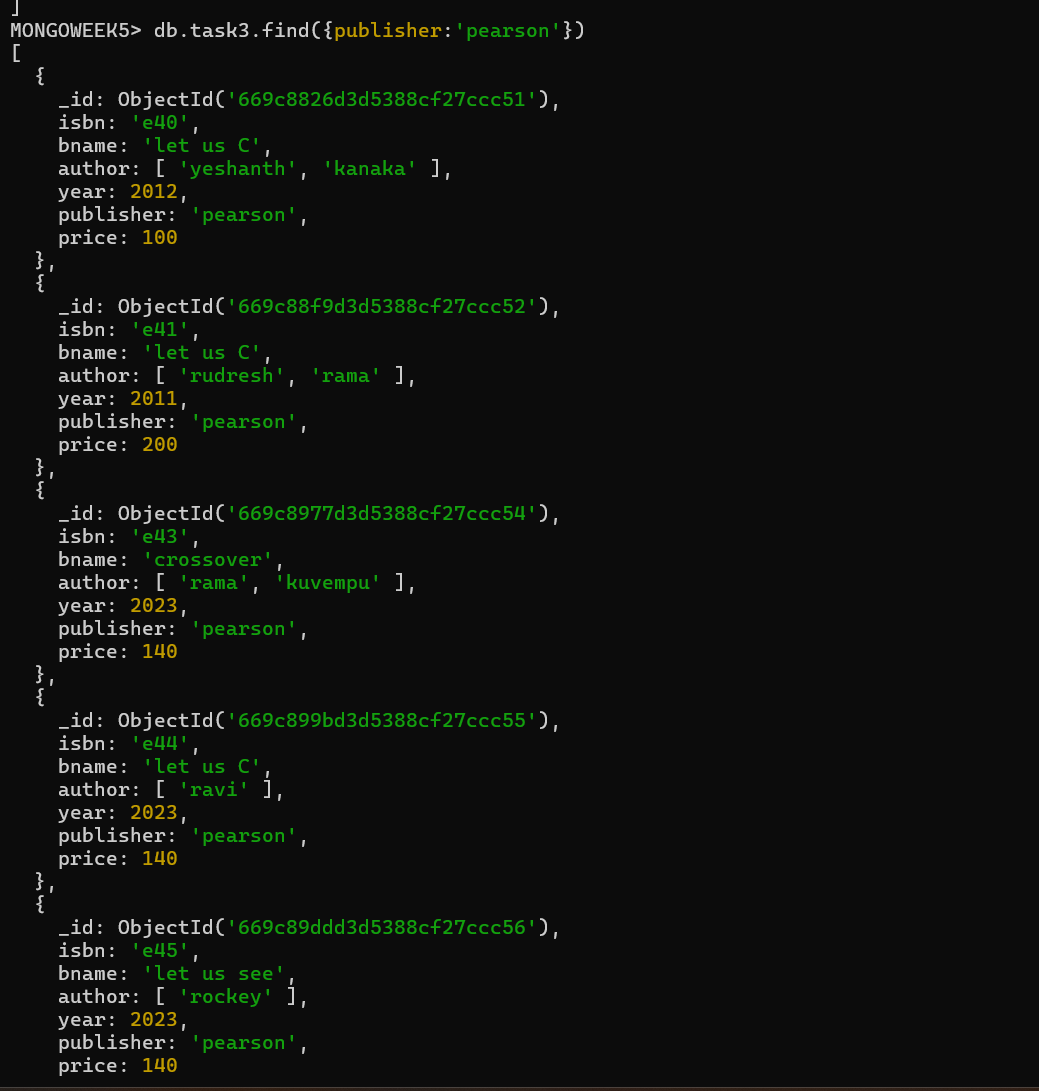 ]
MONGOWEEK5> db.task3.find({publisher:'pearson'})
[
  {
    _id: ObjectId('669c8826d3d5388cf27ccc51'),
    isbn: 'e40',
    bname: 'let us C',
    author: [ 'yeshanth', 'kanaka' ],
    year: 2012,
    publisher: 'pearson',
    price: 100
  },
  {
    _id: ObjectId('669c88f9d3d5388cf27ccc52'),
    isbn: 'e41',
    bname: 'let us C',
    author: [ 'rudresh', 'rama' ],
    year: 2011,
    publisher: 'pearson',
    price: 200
  },
  {
    _id: ObjectId('669c8977d3d5388cf27ccc54'),
    isbn: 'e43',
    bname: 'crossover',
    author: [ 'rama', 'kuvempu' ],
    year: 2023,
    publisher: 'pearson',
    price: 140
  },
  {
    _id: ObjectId('669c899bd3d5388cf27ccc55'),
    isbn: 'e44',
    bname: 'let us C',
    author: [ 'ravi' ],
    year: 2023,
    publisher: 'pearson',
    price: 140
  },
  {
    _id: ObjectId('669c89ddd3d5388cf27ccc56'),
    isbn: 'e45',
    bname: 'let us see',
    author: [ 'rockey' ],
    year: 2023,
    publisher: 'pearson',
    price: 140